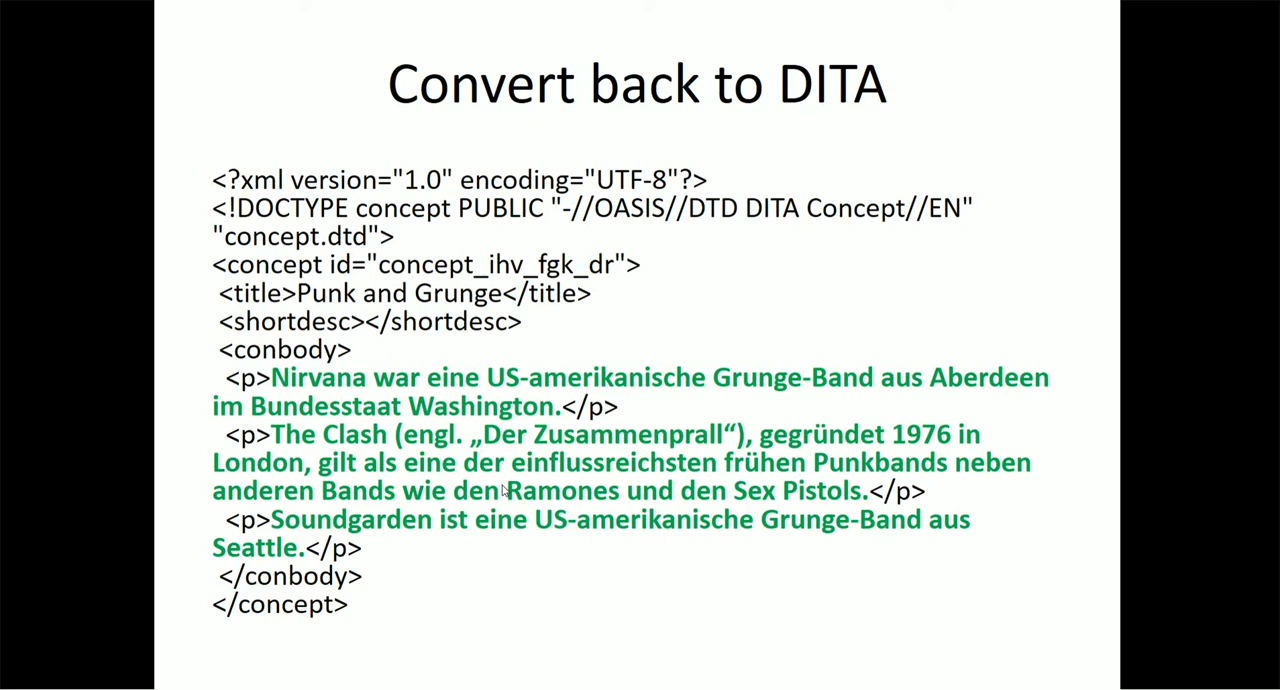 Convert back to DITA
<?xml version="1.0" encoding="UTF-8"?>
<!DOCTYPE concept PUBLIC "-//OASIS//DTD DITA Concept//EN"
"concept.dtd">
<concept id="concept_ihv_fgk_dr">
<title>Punk and Grunge</title>
<shortdesc></shortdesc>
<conbody>
<p>Nirvana war eine US-amerikanische Grunge-Band aus Aberdeen
im Bundesstaat Washington.</p>
<p>The Clash (engl. „Der Zusammenprall“), gegründet 1976 in
London, gilt als eine der einflussreichsten frühen Punkbands neben
anderen Bands wie den Ramones und den Sex Pistols.</p>
<p>Soundgarden ist eine US-amerikanische Grunge-Band aus
Seattle.</p>
</conbody>
</concept>